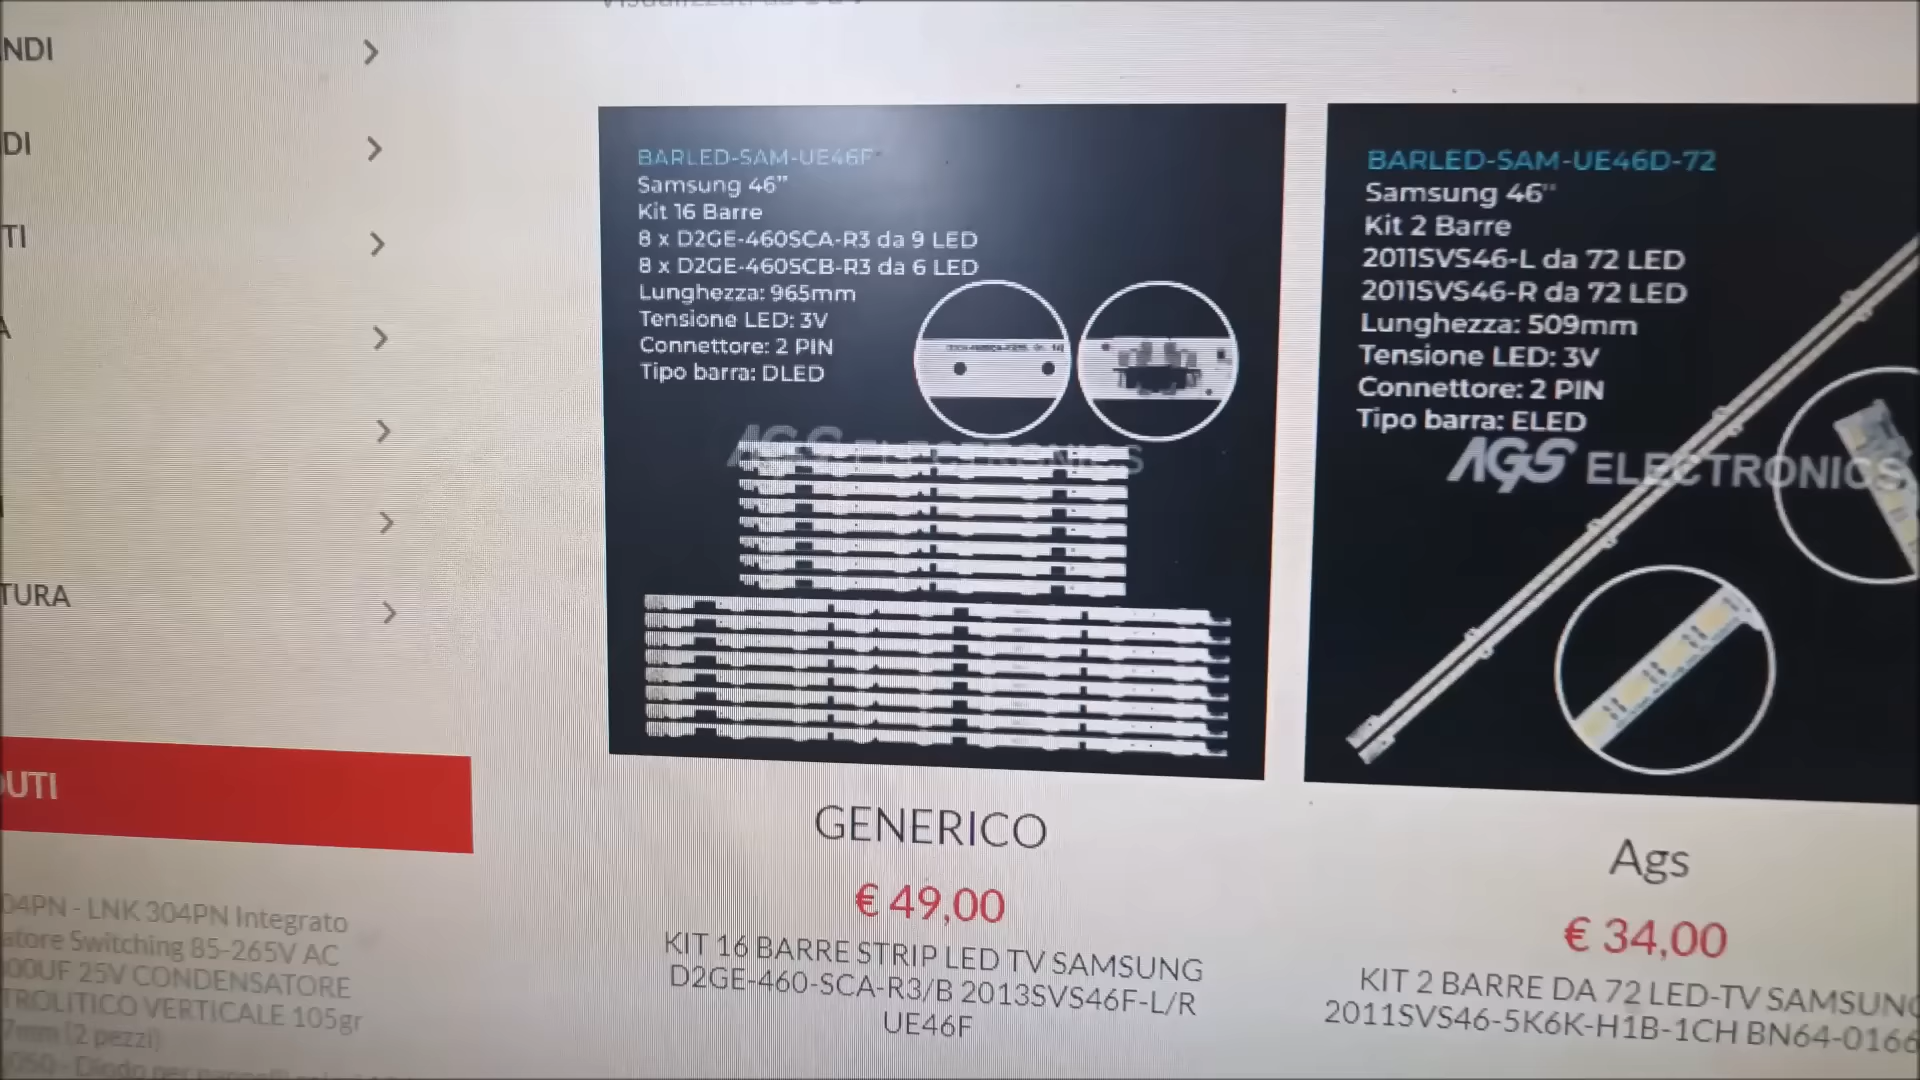 NDI
DI
TI
TURA
UTI
04PN - LNK 304PN Integrato
atore Switching 85-265V AC
00UF 25V CONDENSATORE
TROLITICO VERTICALE 105gr
7mm (2 pezzi)
BARLED-SAM-UE46F
Samsung 46"
Kit 16 Barre
8 x D2GE-460SCA-R3 da 9 LED
8 x D2GE-460SCB-R3 da 6 LED
Lunghezza: 965mm
Tensione LED: 3V
Connettore: 2 PIN
Tipo barra: DLED
AGS ELECTRONICS
GENERICO
€ 49,00
KIT 16 BARRE STRIP LED TV SAMSUNG
D2GE-460-SCA-R3/B 2013SVS46F-L/R
UE46F
BARLED-SAM-UE46D-72
Samsung 46"
Kit 2 Barre
2011SVS46-L da 72 LED
2011SVS46-R da 72 LED
Lunghezza: 509mm
Tensione LED: 3V
Connettore: 2 PIN
Tipo barra: ELED
AGS ELECTRONICS
Ags
€ 34,00
KIT 2 BARRE DA 72 LED-TV SAMSUNG
2011SVS46-5K6K-H1B-1CH BN64-0166